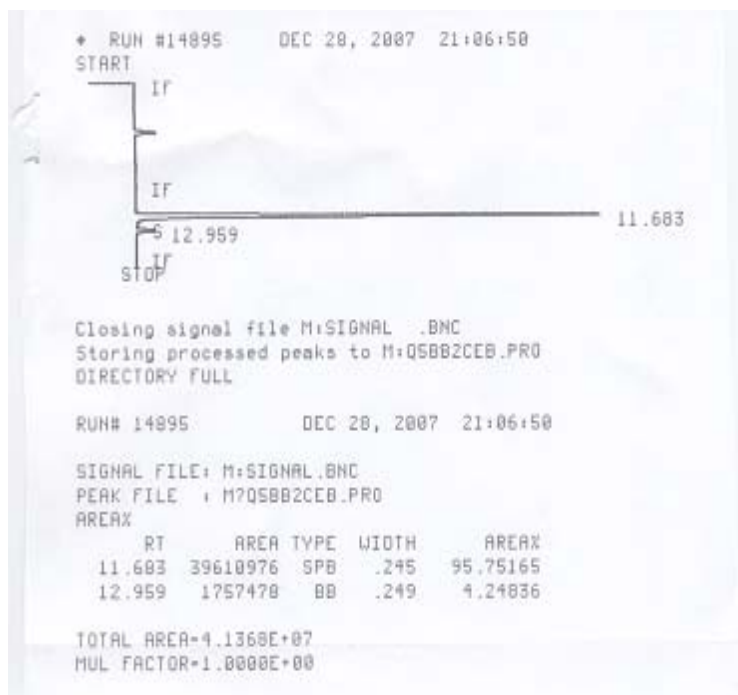 * RUN #14895 DEC 28, 2007 21:06:50
START
IF
IF
11.683
S 12.959
IF
STOP
Closing signal file M:SIGNAL .BNC
Storing processed peaks to M:Q5BB2CEB.PRO
DIRECTORY FULL
RUN# 14895 DEC 28, 2007 21:06:50
SIGNAL FILE: M:SIGNAL.BNC
PEAK FILE : M?Q5BB2CEB.PRO
AREA%
RT AREA TYPE WIDTH AREA%
11.683 39610976 SPB .245 95.75165
12.959 1757478 BB .249 4.24836
TOTAL AREA=4.1368E+07
MUL FACTOR=1.0000E+00